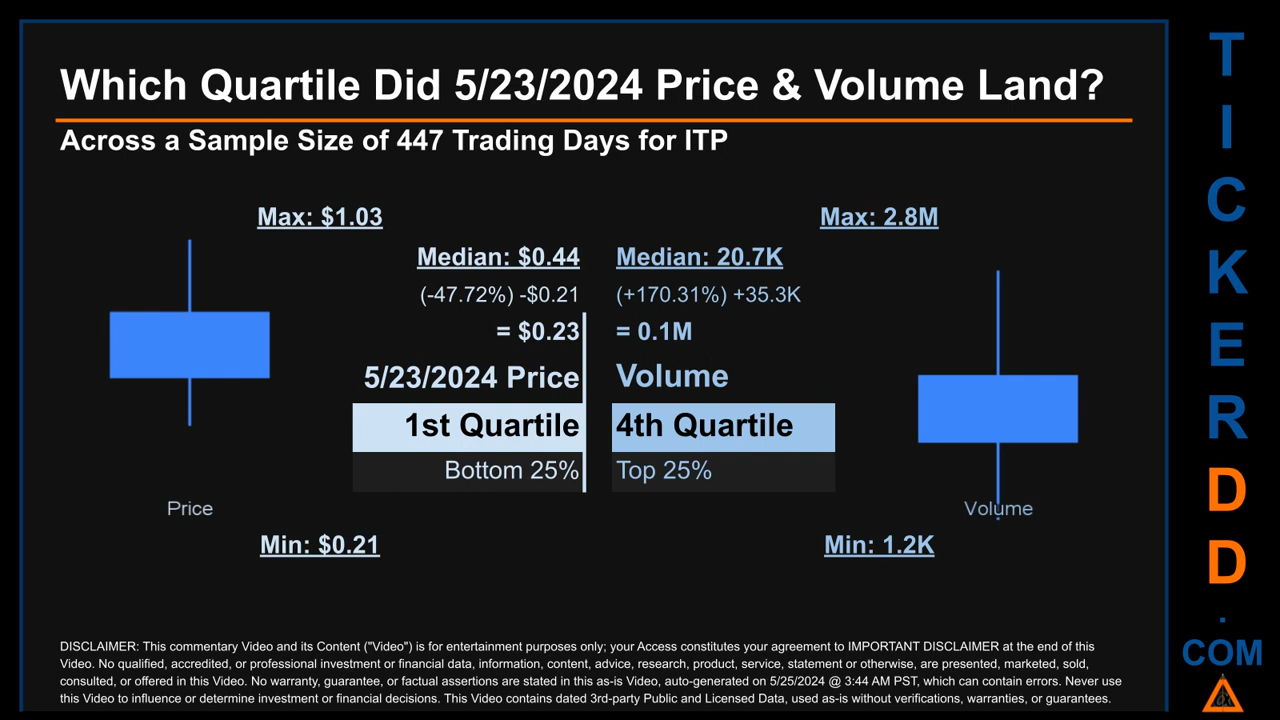 Which Quartile Did 5/23/2024 Price & Volume Land?
Across a Sample Size of 447 Trading Days for ITP
Max: $1.03
Max: 2.8M
Median: $0.44
Median: 20.7K
(-47.72%) -$0.21
(+170.31%) +35.3K
= $0.23
= 0.1M
5/23/2024 Price
Volume
1st Quartile
4th Quartile
Bottom 25%
Top 25%
Price
Volume
Min: $0.21
Min: 1.2K
DISCLAIMER: This commentary Video and its Content ("Video") is for entertainment purposes only; your Access constitutes your agreement to IMPORTANT DISCLAIMER at the end of this
Video. No qualified, accredited, or professional investment or financial data, information, content, advice, research, product, service, statement or otherwise, are presented, marketed, sold,
consulted, or offered in this Video. No warranty, guarantee, or factual assertions are stated in this as-is Video, auto-generated on 5/25/2024 @ 3:44 AM PST, which can contain errors. Never use
this Video to influence or determine investment or financial decisions. This Video contains dated 3rd-party Public and Licensed Data, used as-is without verifications, warranties, or guarantees.
T
I
C
K
E
R
D
D
.
COM